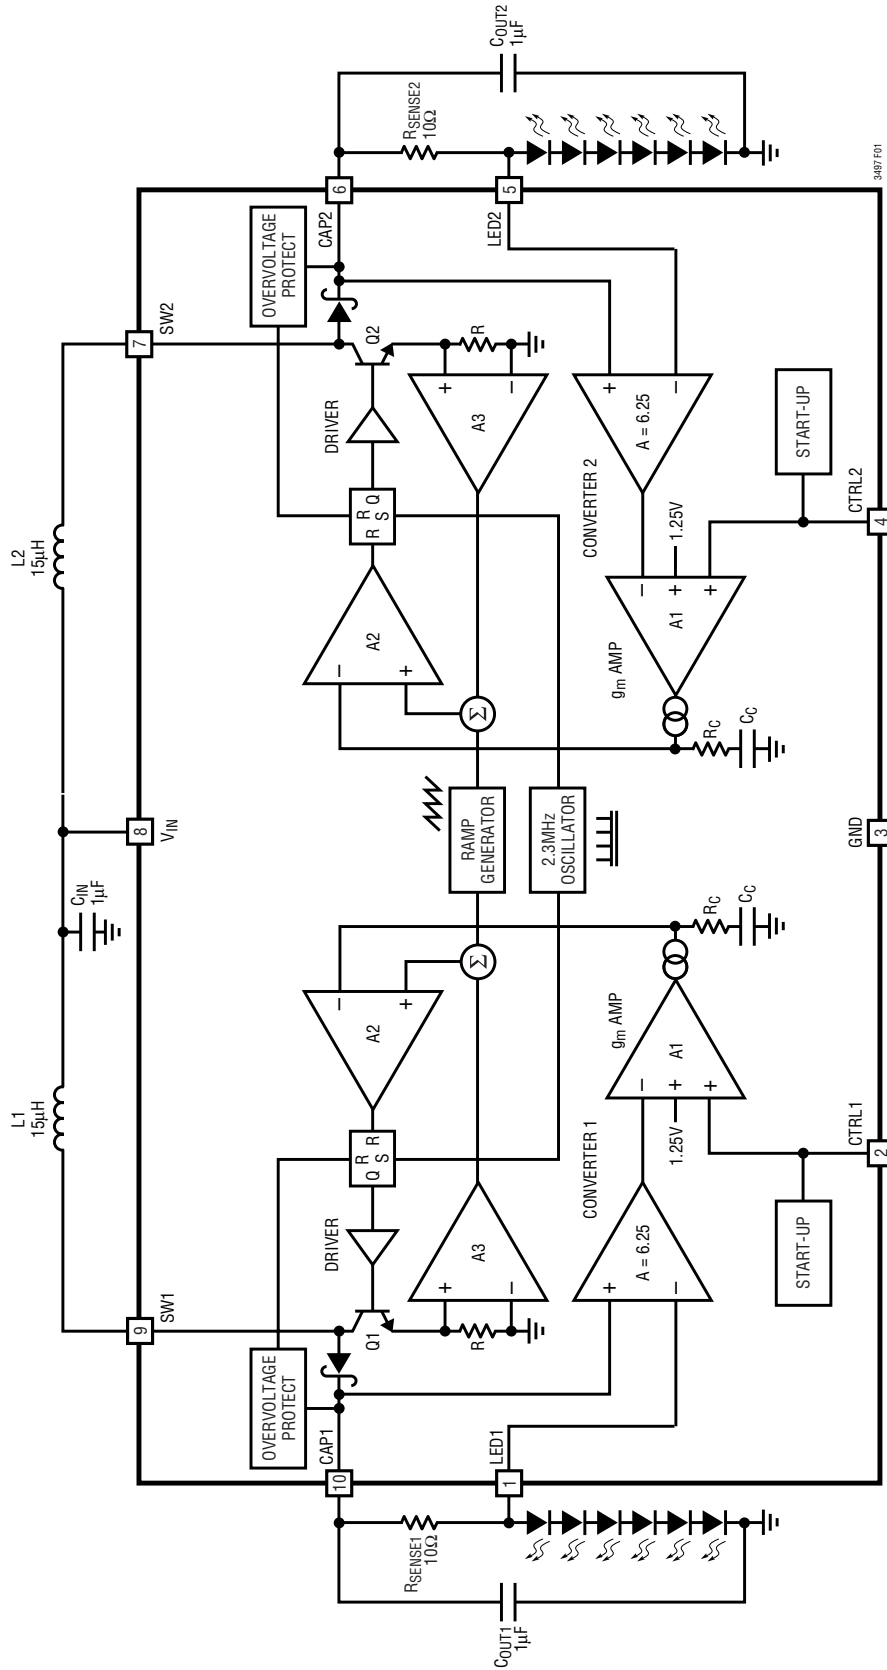 L1
15μH
L2
15μH
CIN
1μF
9
SW1
8
VIN
7
SW2
OVERVOLTAGE
PROTECT
OVERVOLTAGE
PROTECT
COUT1
1μF
RSENSE1
10Ω
10
CAP1
Q1
DRIVER
R
Q
S
R
A2
–
+
RAMP
GENERATOR
–
+
A2
R
R
S
Q
DRIVER
Q2
CAP2
6
RSENSE2
10Ω
COUT2
1μF
R
+
–
A3
Σ
Σ
A3
+
–
R
1
LED1
2.3MHz
OSCILLATOR
LED2
5
CONVERTER 1
+
–
A = 6.25
1.25V
–
+
+
A1
gm AMP
RC
CC
gm AMP
A1
–
+
+
1.25V
CONVERTER 2
A = 6.25
+
–
RC
CC
START-UP
START-UP
2
CTRL1
3
GND
4
CTRL2
3497 F01